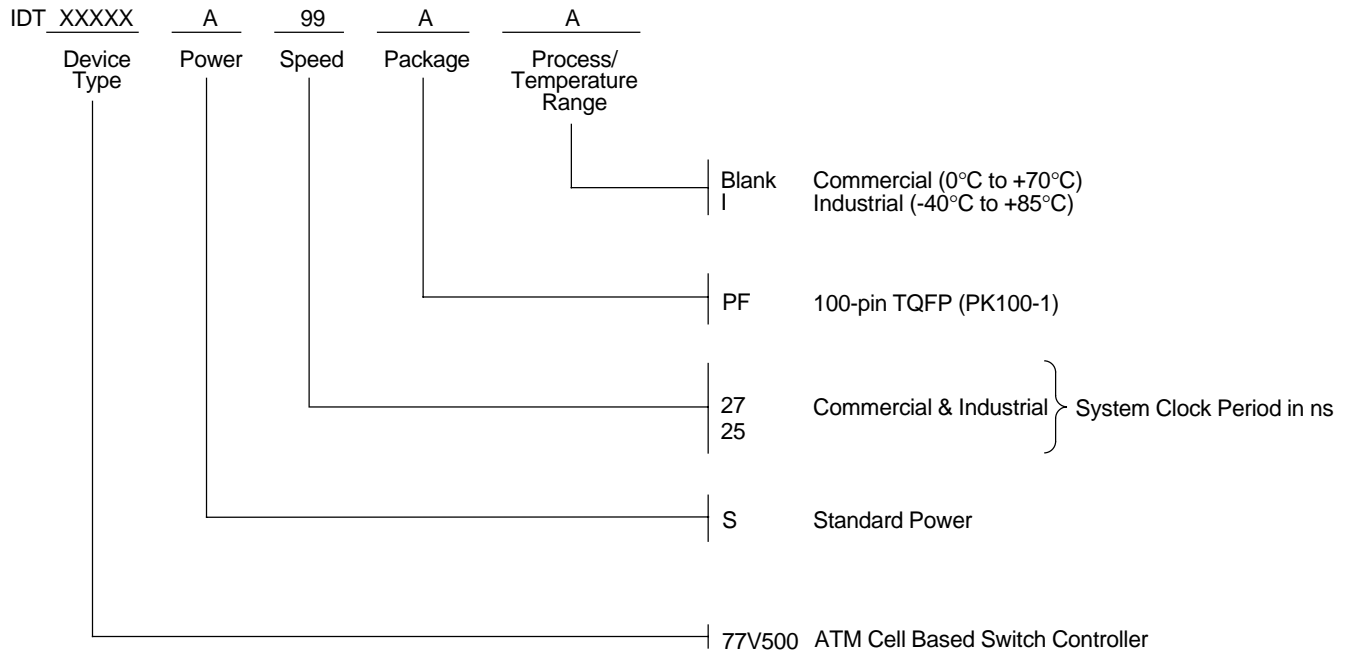 IDT XXXXX A 99 A A
Device Type Power Speed Package Process/ Temperature Range
Blank Commercial (0°C to +70°C)
I Industrial (-40°C to +85°C)
PF 100-pin TQFP (PK100-1)
27 Commercial & Industrial System Clock Period in ns
25
S Standard Power
77V500 ATM Cell Based Switch Controller